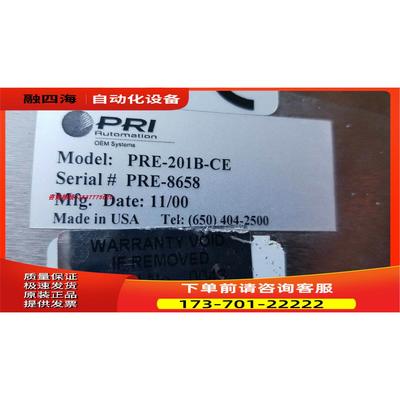 融四海 自动化设备
PRI
Automation
OEM Systems
Model: PRE-201B-CE
Serial # PRE-8658
Mfg. Date: 11/00
Made in USA Tel: (650) 404-2500
WARRANTY VOID
IF REMOVED
质量保证
极速发货
原装正品
提供发票
下单前请咨询客服
173-701-22222